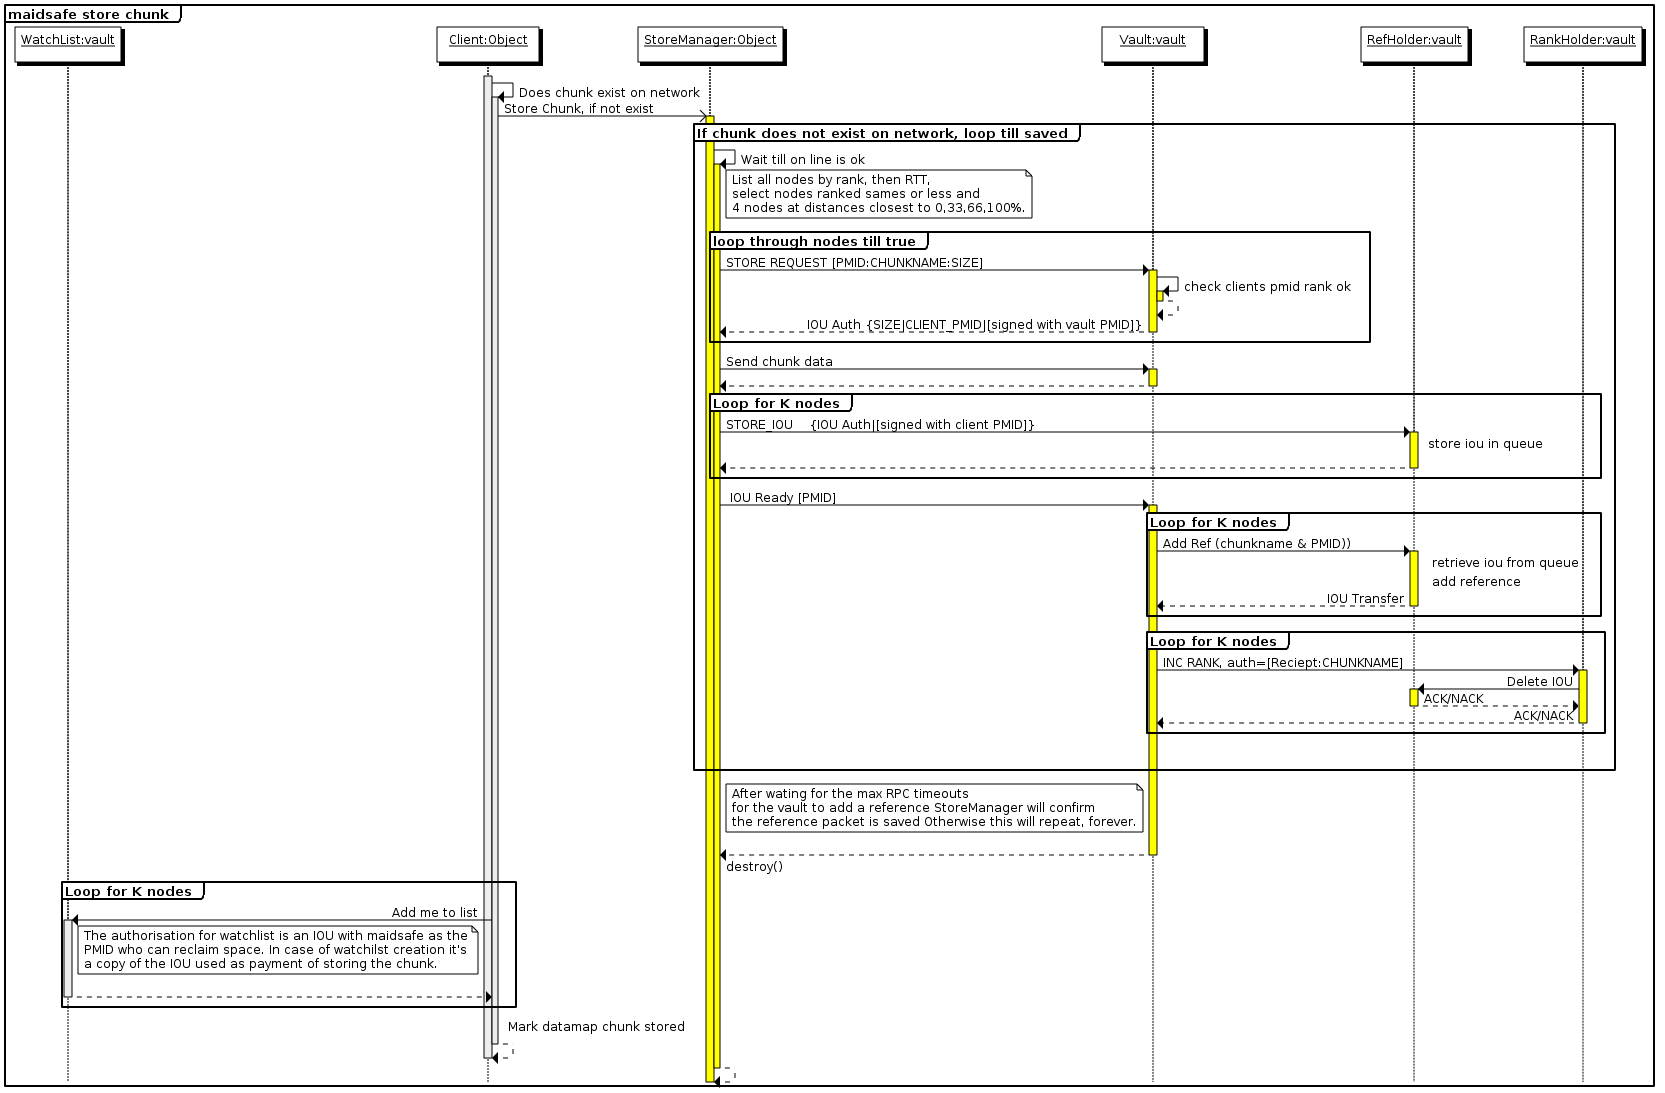 maidsafe store chunk
WatchList:vault
Client:Object
StoreManager:Object
Vault:vault
RefHolder:vault
RankHolder:vault
Does chunk exist on network
Store Chunk, if not exist
If chunk does not exist on network, loop till saved
Wait till on line is ok
List all nodes by rank, then RTT,
select nodes ranked sames or less and
4 nodes at distances closest to 0,33,66,100%.
loop through nodes till true
STORE REQUEST [PMID:CHUNKNAME:SIZE]
check clients pmid rank ok
IOU Auth {SIZE|CLIENT_PMID|[signed with vault PMID]}
Send chunk data
Loop for K nodes
STORE_IOU {IOU Auth|[signed with client PMID]}
store iou in queue
IOU Ready [PMID]
Loop for K nodes
Add Ref (chunkname & PMID))
retrieve iou from queue
add reference
IOU Transfer
Loop for K nodes
INC RANK, auth=[Reciept:CHUNKNAME]
Delete IOU
ACK/NACK
ACK/NACK
After wating for the max RPC timeouts
for the vault to add a reference StoreManager will confirm
the reference packet is saved Otherwise this will repeat, forever.
destroy()
Loop for K nodes
Add me to list
The authorisation for watchlist is an IOU with maidsafe as the
PMID who can reclaim space. In case of watchilst creation it's
a copy of the IOU used as payment of storing the chunk.
Mark datamap chunk stored